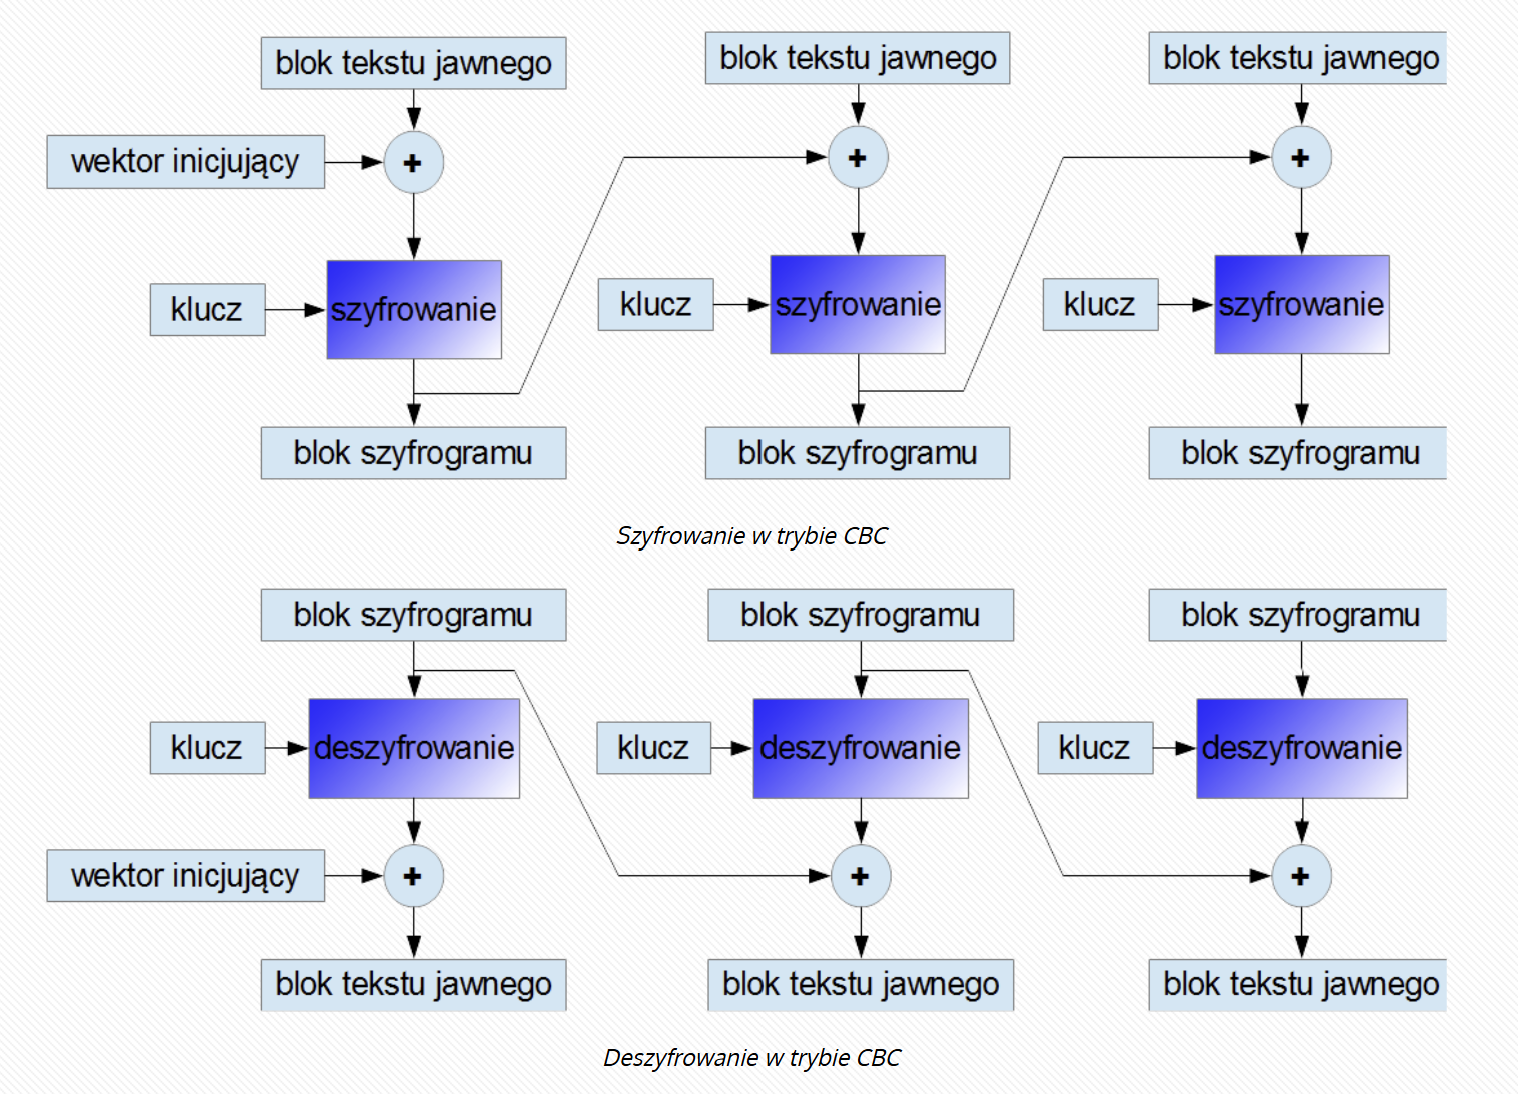 blok tekstu jawnego
blok tekstu jawnego
blok tekstu jawnego
wektor inicjujący
+
+
+
klucz
szyfrowanie
klucz
szyfrowanie
klucz
szyfrowanie
blok szyfrogramu
blok szyfrogramu
blok szyfrogramu
Szyfrowanie w trybie CBC
blok szyfrogramu
blok szyfrogramu
blok szyfrogramu
klucz
deszyfrowanie
klucz
deszyfrowanie
klucz
deszyfrowanie
wektor inicjujący
+
+
+
blok tekstu jawnego
blok tekstu jawnego
blok tekstu jawnego
Deszyfrowanie w trybie CBC